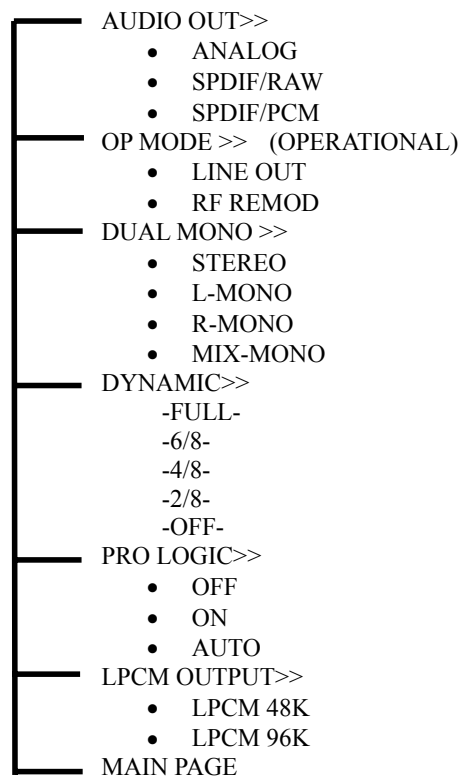 AUDIO OUT>>
• ANALOG
• SPDIF/RAW
• SPDIF/PCM
OP MODE >> (OPERATIONAL)
• LINE OUT
• RF REMOD
DUAL MONO >>
• STEREO
• L-MONO
• R-MONO
• MIX-MONO
DYNAMIC>>
-FULL-
-6/8-
-4/8-
-2/8-
-OFF-
PRO LOGIC>>
• OFF
• ON
• AUTO
LPCM OUTPUT>>
• LPCM 48K
• LPCM 96K
MAIN PAGE